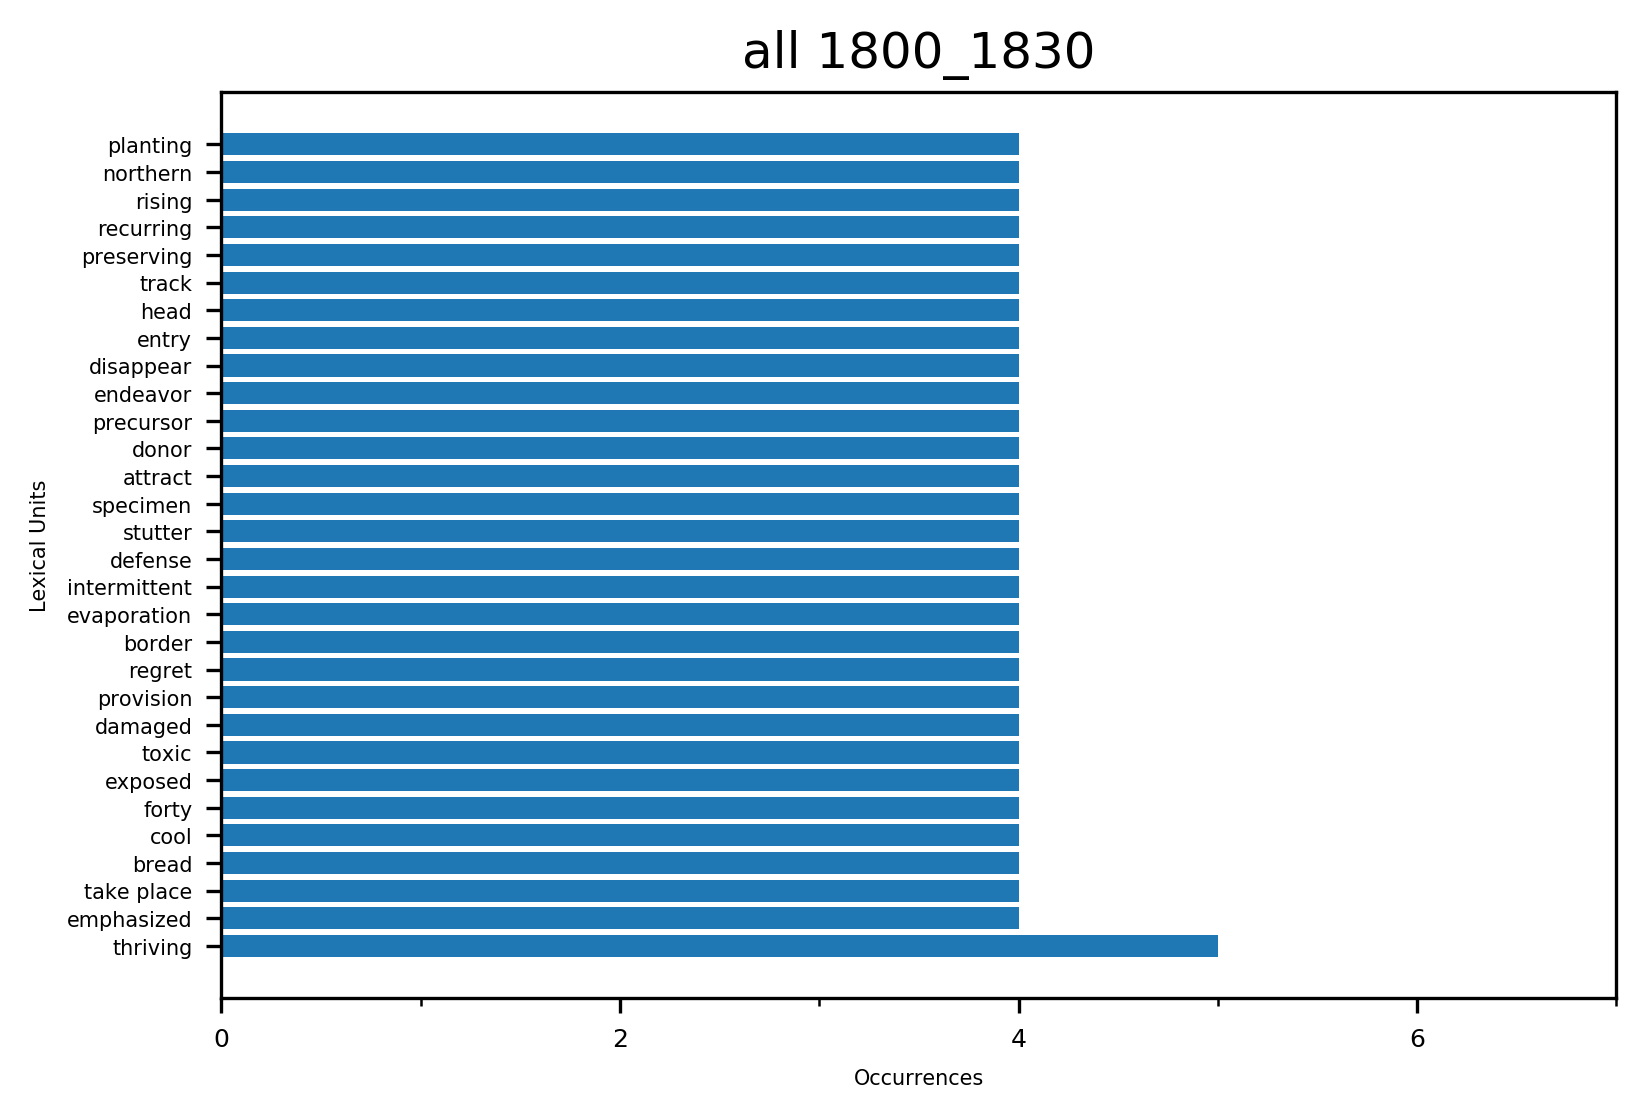 all 1800_1830
planting
northern
rising
recurring
preserving
track
head
entry
disappear
endeavor
precursor
donor
attract
specimen
stutter
defense
intermittent
evaporation
border
regret
provision
damaged
toxic
exposed
forty
cool
bread
take place
emphasized
thriving
Lexical Units
0 2 4 6
Occurrences